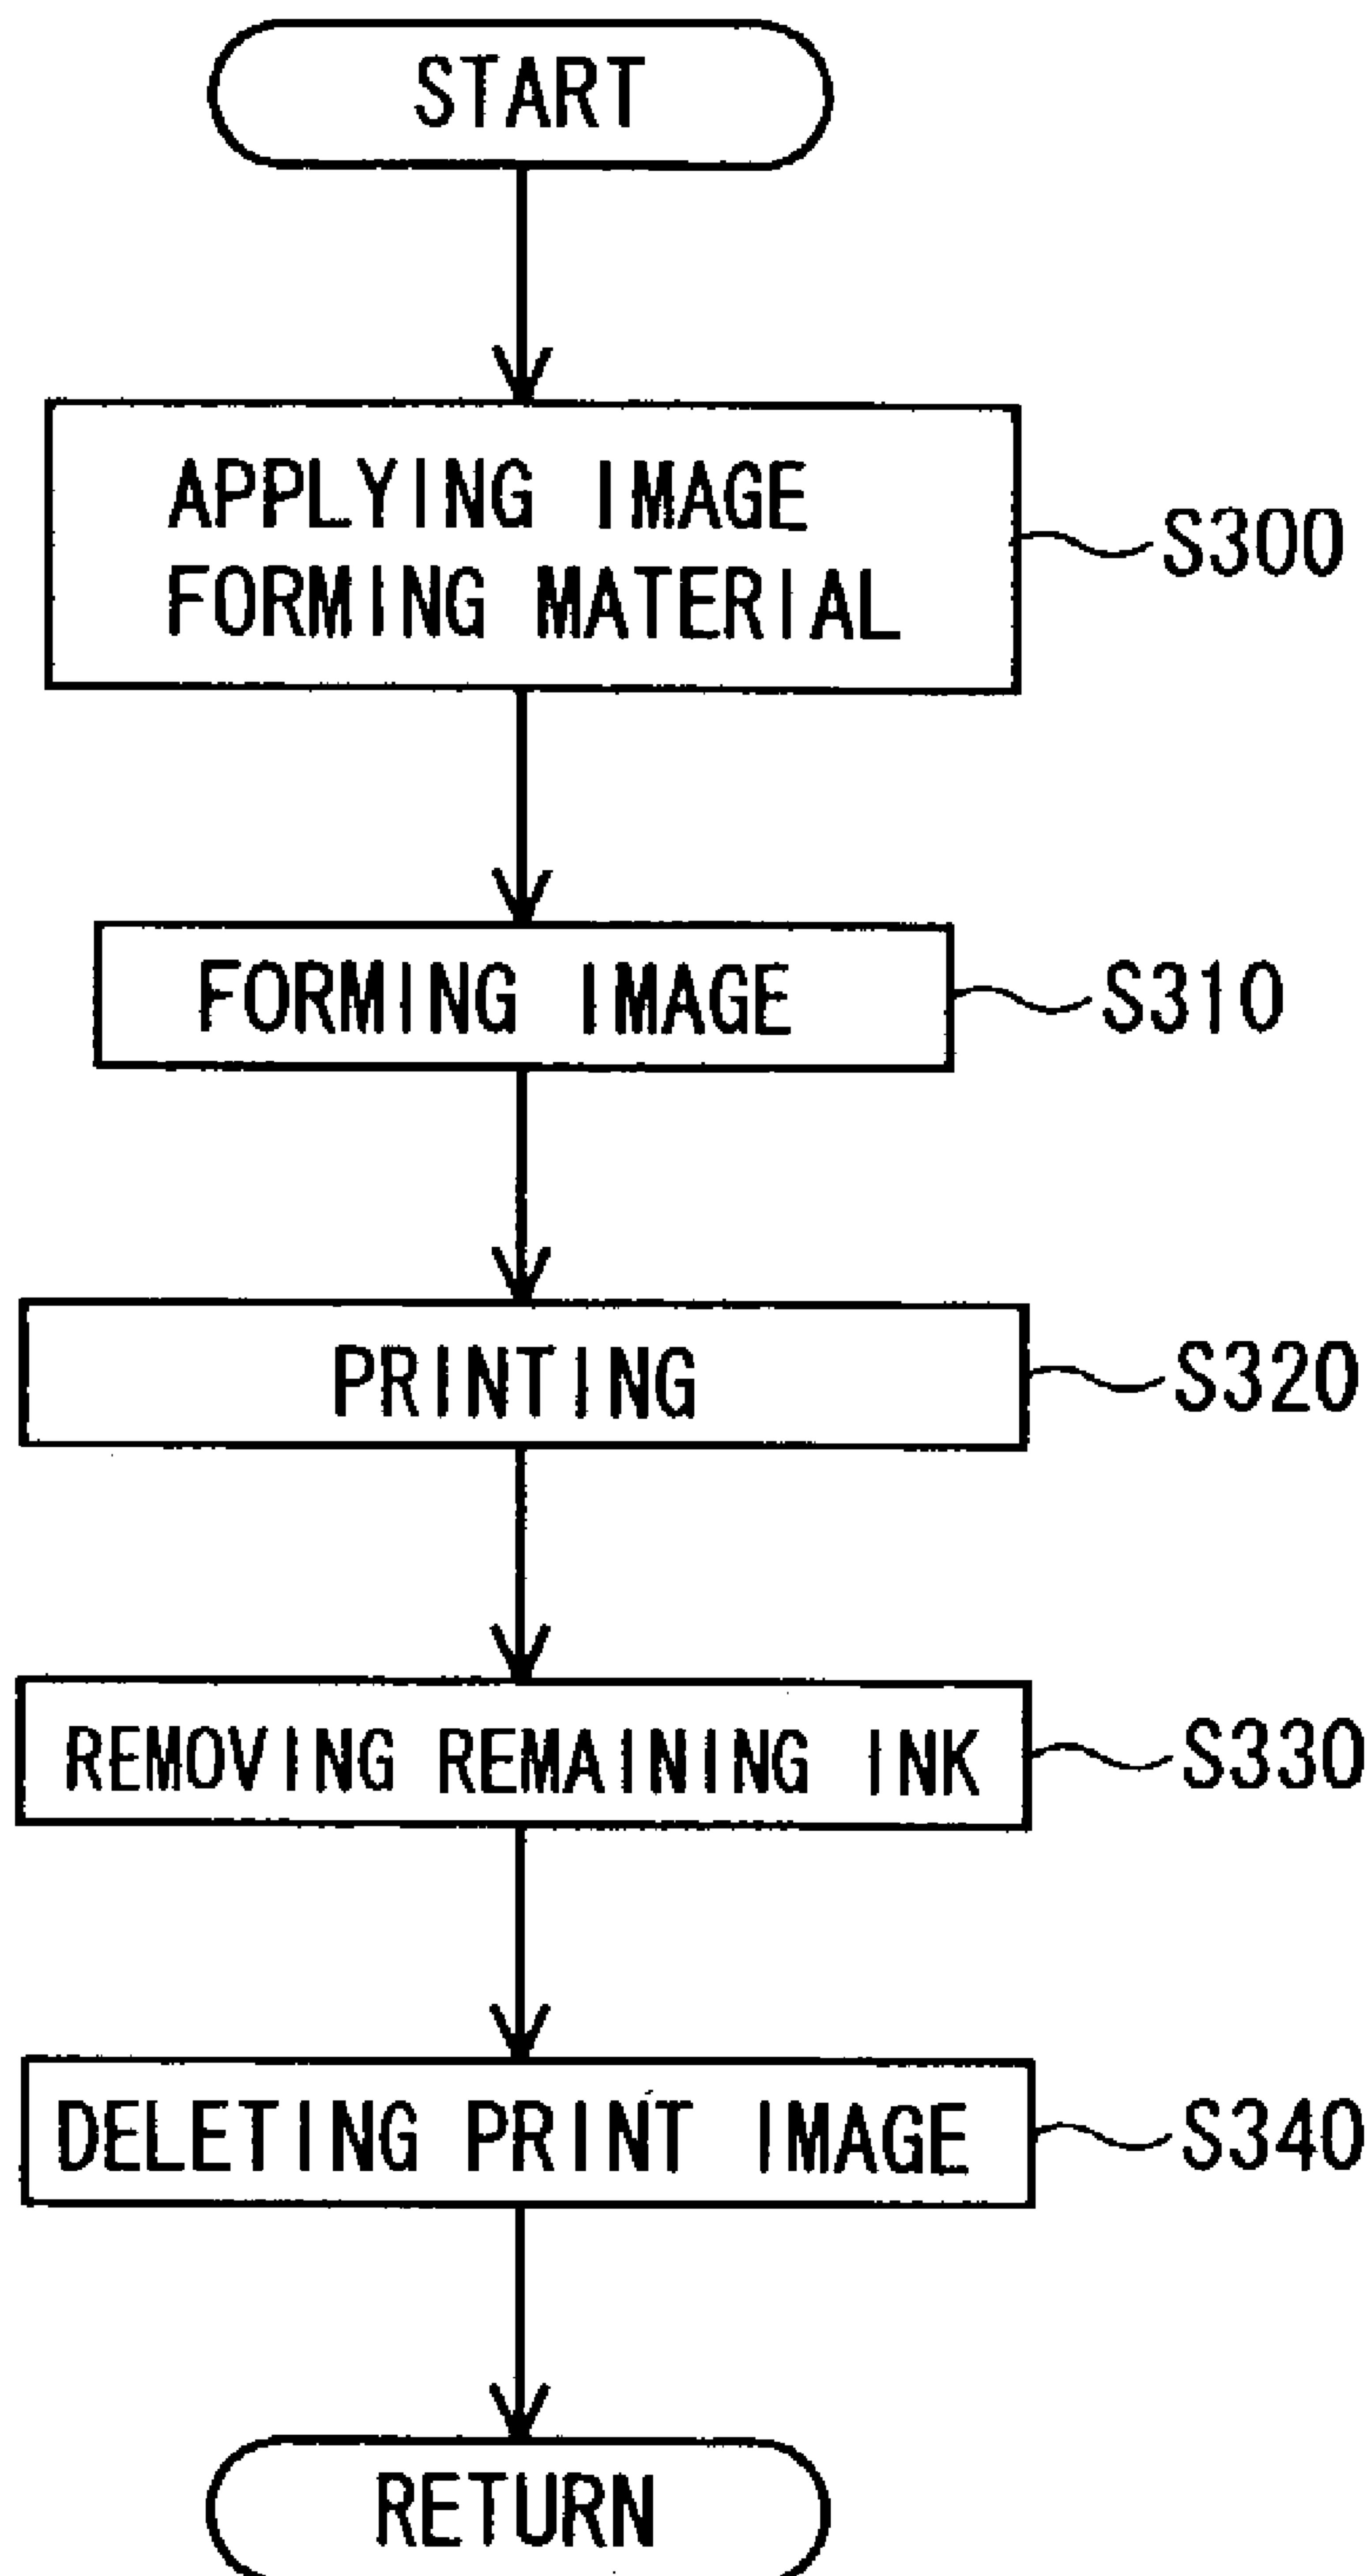 START
APPLYING IMAGE
FORMING MATERIAL
S300
FORMING IMAGE
S310
PRINTING
S320
REMOVING REMAINING INK
S330
DELETING PRINT IMAGE
S340
RETURN